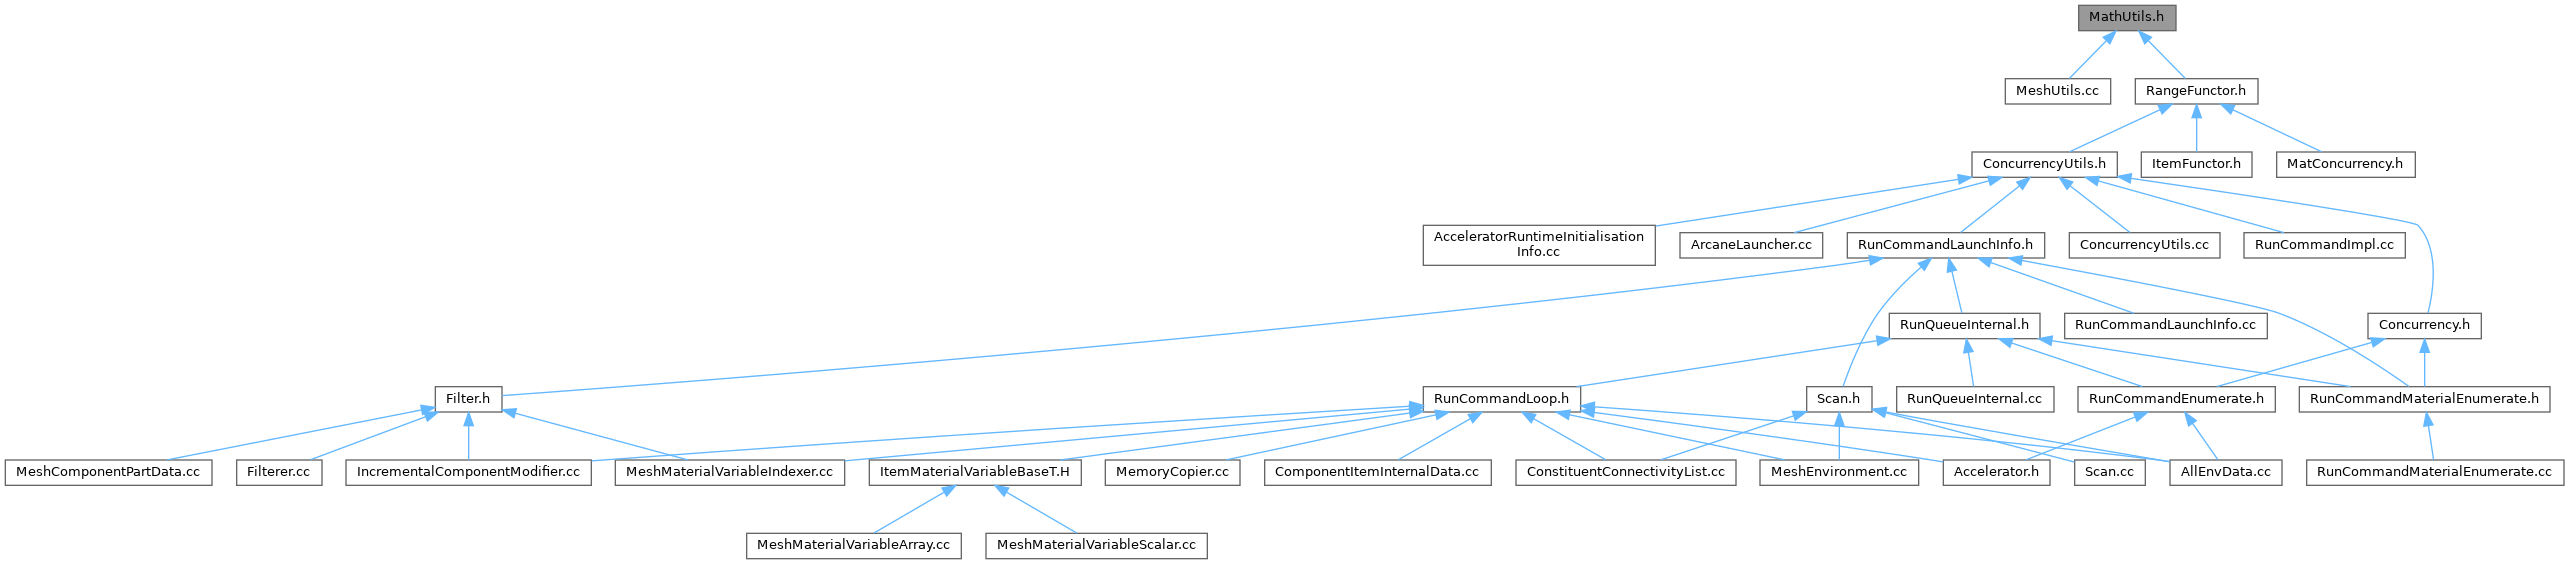 MathUtils.h
MeshUtils.cc
RangeFunctor.h
ConcurrencyUtils.h
ItemFunctor.h
MatConcurrency.h
AcceleratorRuntimeInitialisation
Info.cc
ArcaneLauncher.cc
RunCommandLaunchInfo.h
ConcurrencyUtils.cc
RunCommandImpl.cc
RunQueueInternal.h
RunCommandLaunchInfo.cc
Concurrency.h
Filter.h
RunCommandLoop.h
Scan.h
RunQueueInternal.cc
RunCommandEnumerate.h
RunCommandMaterialEnumerate.h
MeshComponentPartData.cc
Filterer.cc
IncrementalComponentModifier.cc
MeshMaterialVariableIndexer.cc
ItemMaterialVariableBaseT.H
MemoryCopier.cc
ComponentItemInternalData.cc
ConstituentConnectivityList.cc
MeshEnvironment.cc
Accelerator.h
Scan.cc
AllEnvData.cc
RunCommandMaterialEnumerate.cc
MeshMaterialVariableArray.cc
MeshMaterialVariableScalar.cc